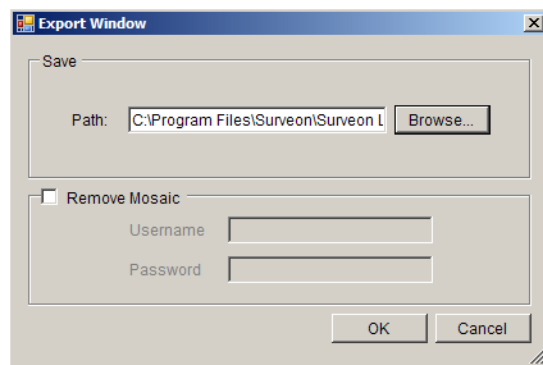 Export Window
Save
Path: C:\Program Files\Surveon\Surveon L Browse...
Remove Mosaic
Username
Password
OK Cancel